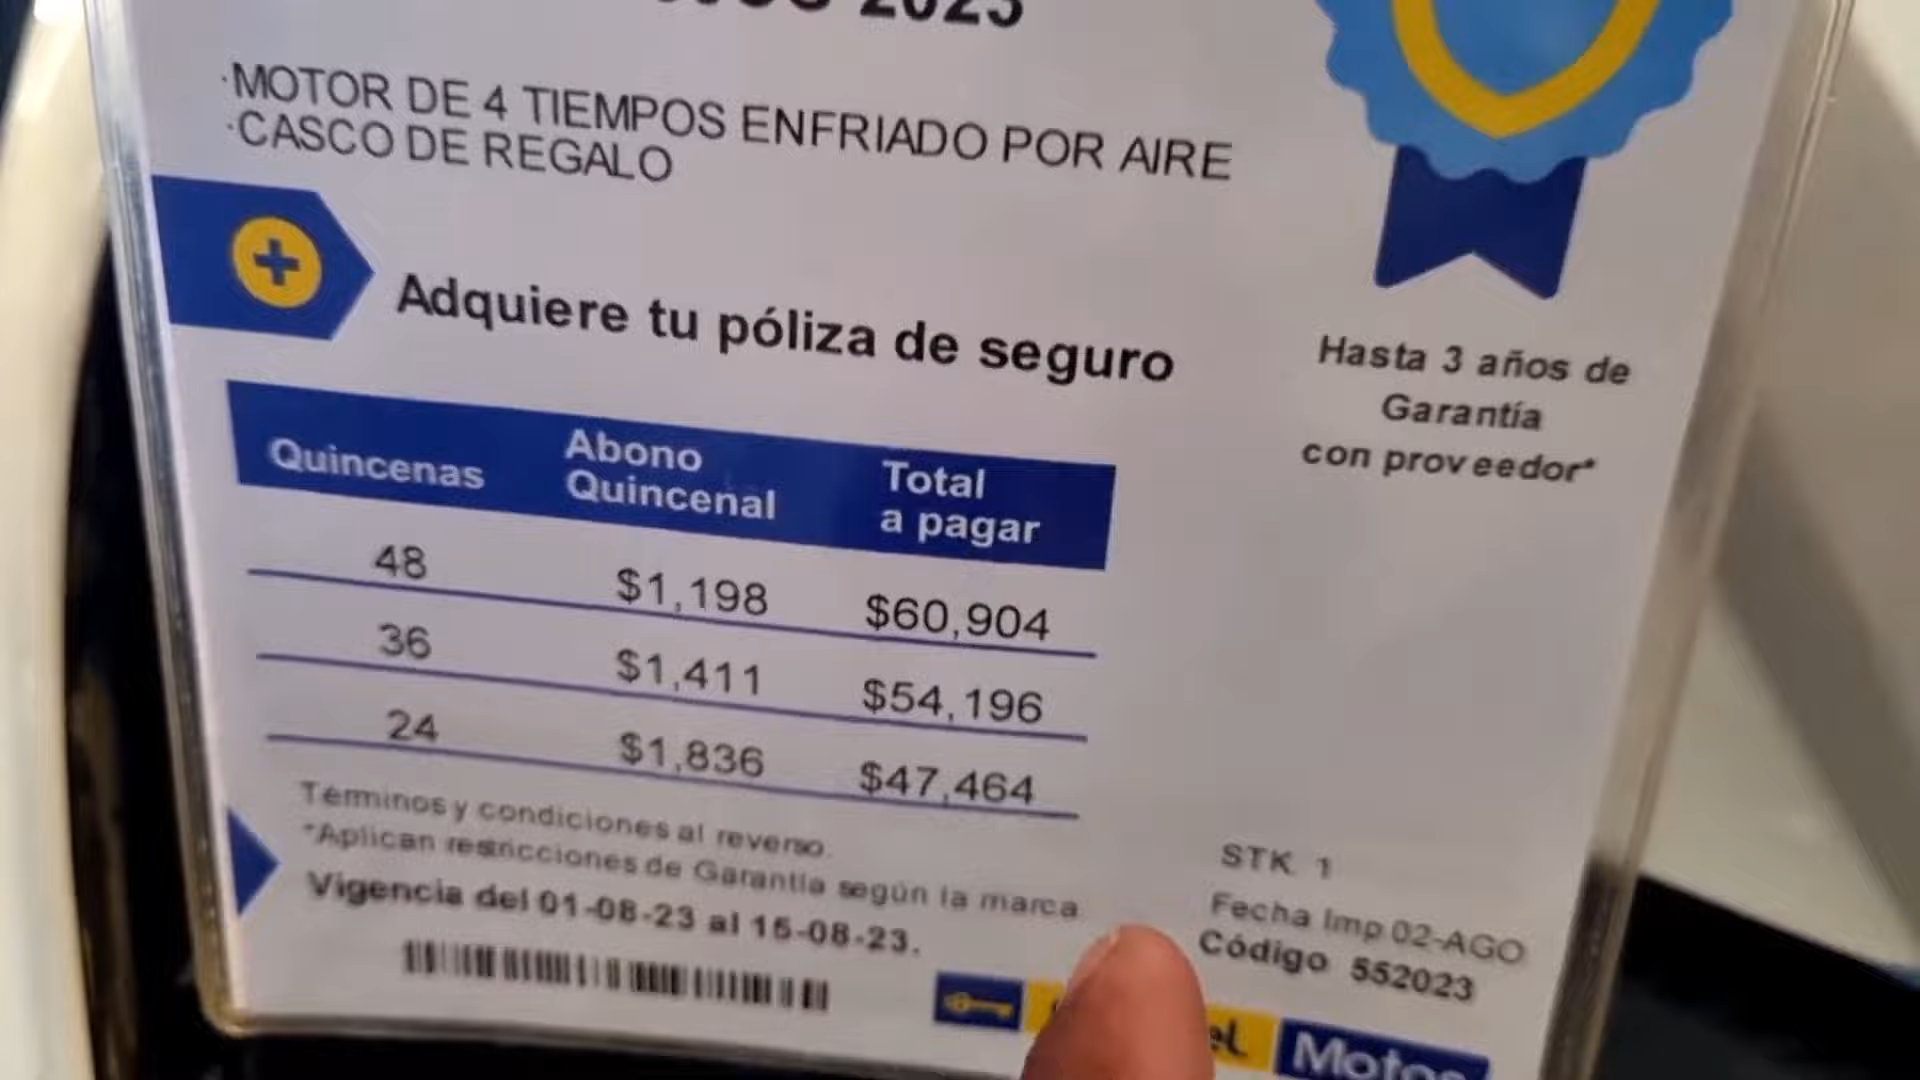 2023
·MOTOR DE 4 TIEMPOS ENFRIADO POR AIRE
·CASCO DE REGALO
Adquiere tu póliza de seguro
Hasta 3 años de
Garantía
con proveedor*
Quincenas Abono Quincenal Total a pagar
48 $1,198 $60,904
36 $1,411 $54,196
24 $1,836 $47,464
Términos y condiciones al reverso.
*Aplican restricciones de Garantía según la marca
Vigencia del 01-08-23 al 15-08-23.
STK 1
Fecha Imp 02-AGO
Código 552023
Motos